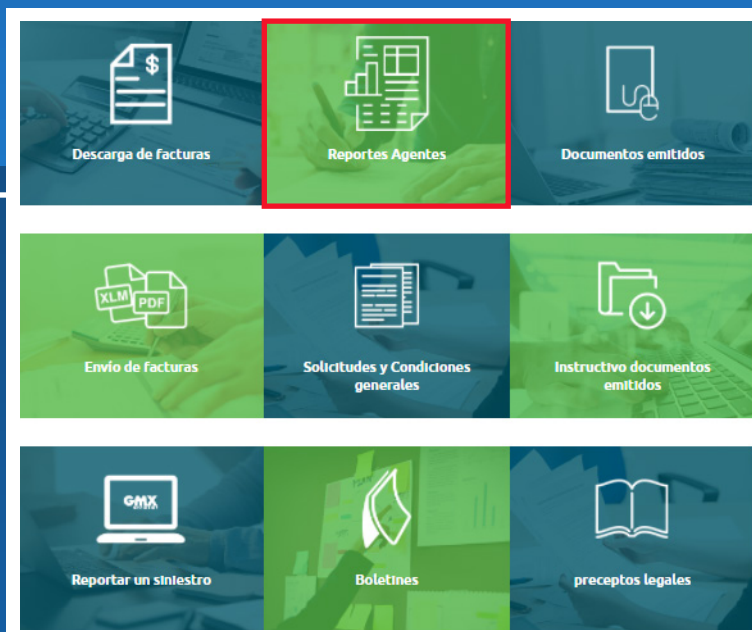 $
Descarga de facturas
Reportes Agentes
Documentos emitidos
XLM PDF
Envío de facturas
Solicitudes y Condiciones
generales
Instructivo documentos
emitidos
GMX
Reportar un siniestro
Boletines
preceptos legales